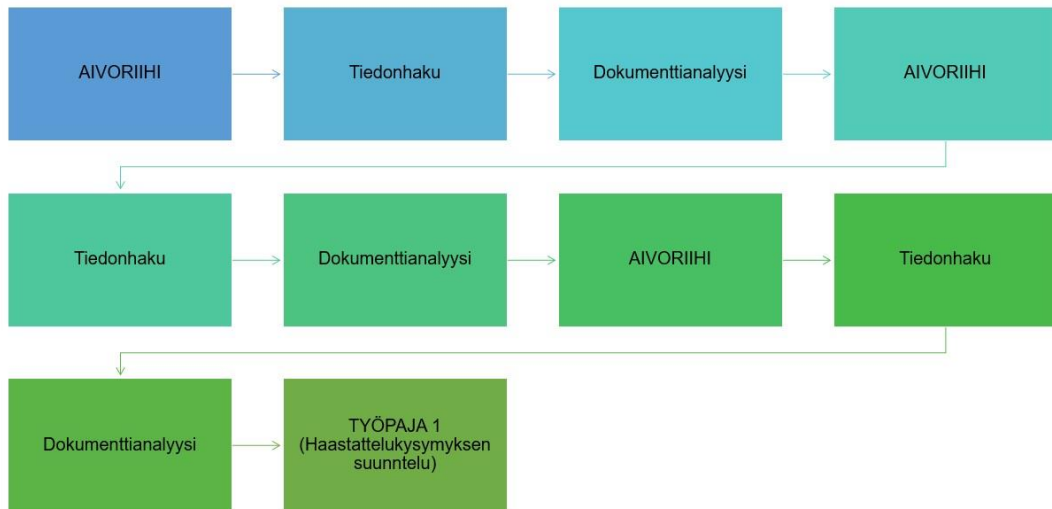 AIVORIIHI
Tiedonhaku
Dokumenttianalyysi
AIVORIIHI
Tiedonhaku
Dokumenttianalyysi
AIVORIIHI
Tiedonhaku
Dokumenttianalyysi
TYÖPAJA 1
(Haastattelukysymyksen
suunntelu)